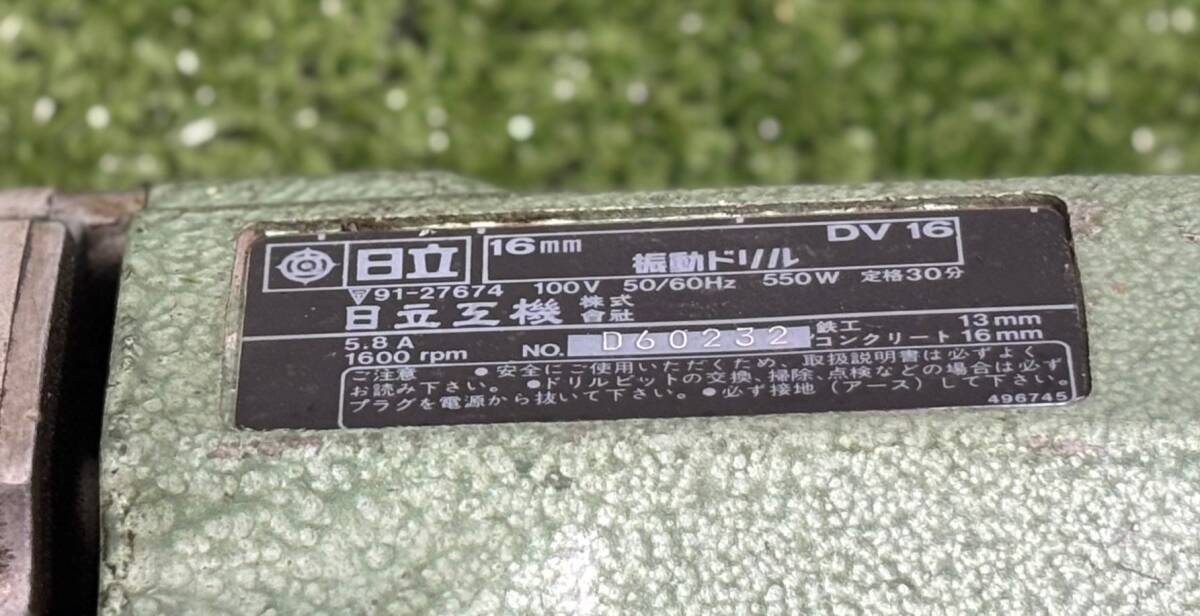 日立 16mm 振動ドリル DV 16
▽91-27674 100V 50/60Hz 550W 定格30分
日立工機 株式會社
5.8A
1600 rpm NO. D60232 鉄工 13mm
コンクリート 16mm
ご注意 ●安全にご使用いただくため、取扱説明書は必ずよく
お読み下さい。 ●ドリルビットの交換、掃除、点検などの場合は必ず
プラグを電源から抜いて下さい。●必ず接地(アース)して下さい。
496745